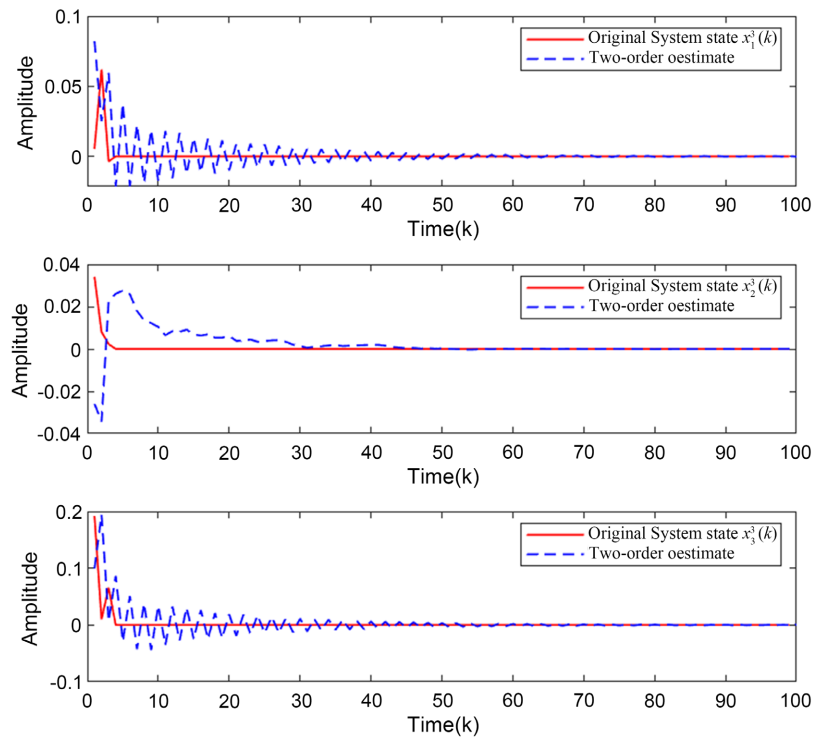 0.1
0.05
0
Amplitude
Original System state x₁³(k)
Two-order oestimate
0 10 20 30 40 50 60 70 80 90 100
Time(k)
0.04
0.02
0
-0.02
-0.04
Amplitude
Original System state x₂³(k)
Two-order oestimate
0 10 20 30 40 50 60 70 80 90 100
Time(k)
0.2
0.1
0
-0.1
Amplitude
Original System state x₃³(k)
Two-order oestimate
0 10 20 30 40 50 60 70 80 90 100
Time(k)